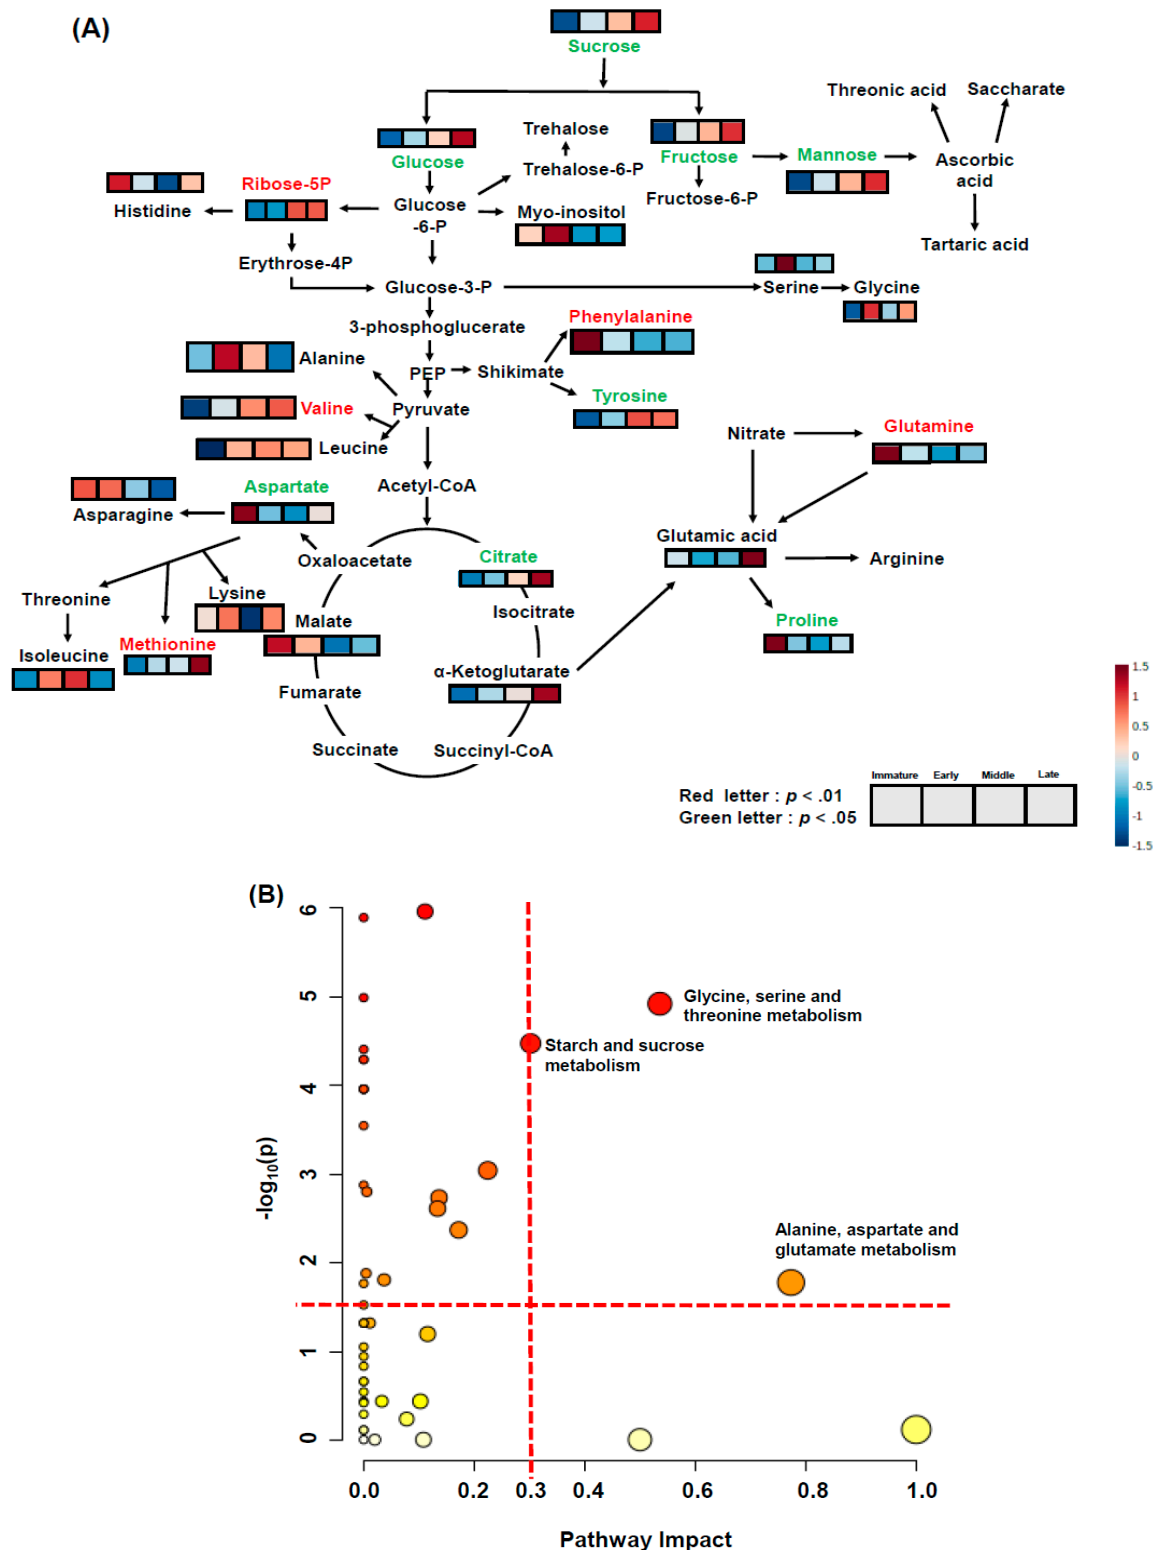 (A)
Sucrose
Threonic acid
Saccharate
Trehalose
Glucose
Trehalose-6-P
Fructose
Mannose
Ascorbic
acid
Ribose-5P
Histidine
Glucose
-6-P
Myo-inositol
Fructose-6-P
Tartaric acid
Erythrose-4P
Glucose-3-P
Serine
Glycine
3-phosphoglucerate
Phenylalanine
Alanine
PEP
Shikimate
Tyrosine
Valine
Pyruvate
Leucine
Nitrate
Glutamine
Aspartate
Acetyl-CoA
Asparagine
Glutamic acid
Oxaloacetate
Citrate
Arginine
Threonine
Lysine
Isocitrate
Malate
Proline
Methionine
Isoleucine
α-Ketoglutarate
Fumarate
Succinate
Succinyl-CoA
1.5
1
0.5
0
-0.5
-1
-1.5
Immature Early Middle Late
Red letter : p < .01
Green letter : p < .05
(B)
6
5
4
3
2
1
0
-log10(p)
Glycine, serine and
threonine metabolism
Starch and sucrose
metabolism
Alanine, aspartate and
glutamate metabolism
0.0 0.2 0.3 0.4 0.6 0.8 1.0
Pathway Impact